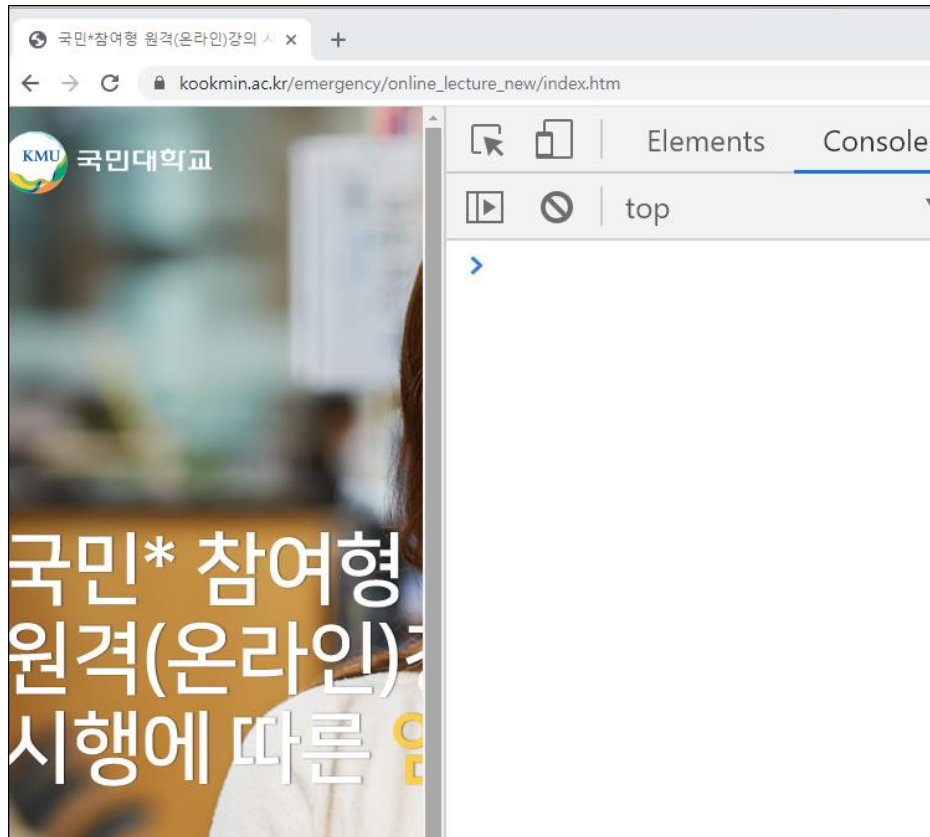 국민*참여형 원격(온라인)강의 시
kookmin.ac.kr/emergency/online_lecture_new/index.htm
KMU 국민대학교
Elements Console
top
국민* 참여형
원격(온라인)
시행에 따른